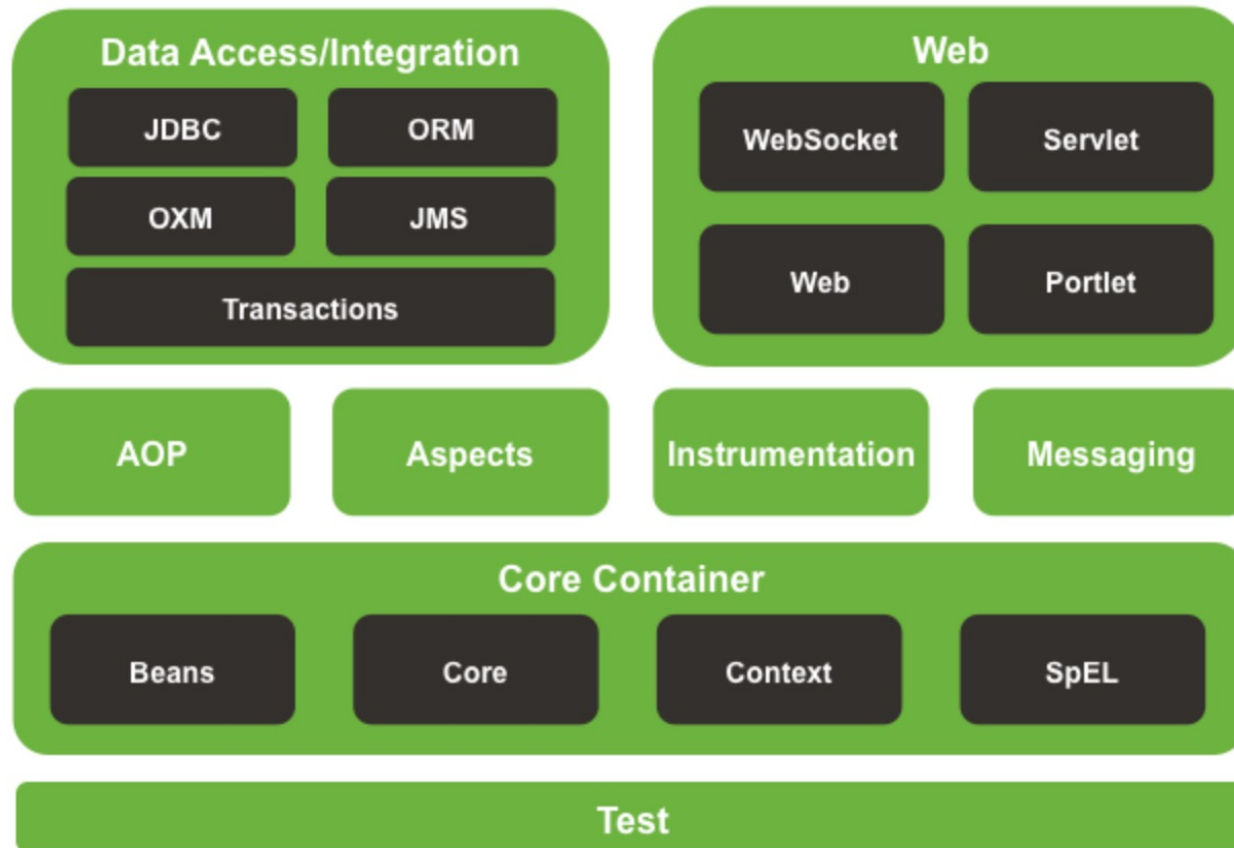 Data Access/Integration
JDBC
ORM
OXM
JMS
Transactions
Web
WebSocket
Servlet
Web
Portlet
AOP
Aspects
Instrumentation
Messaging
Core Container
Beans
Core
Context
SpEL
Test